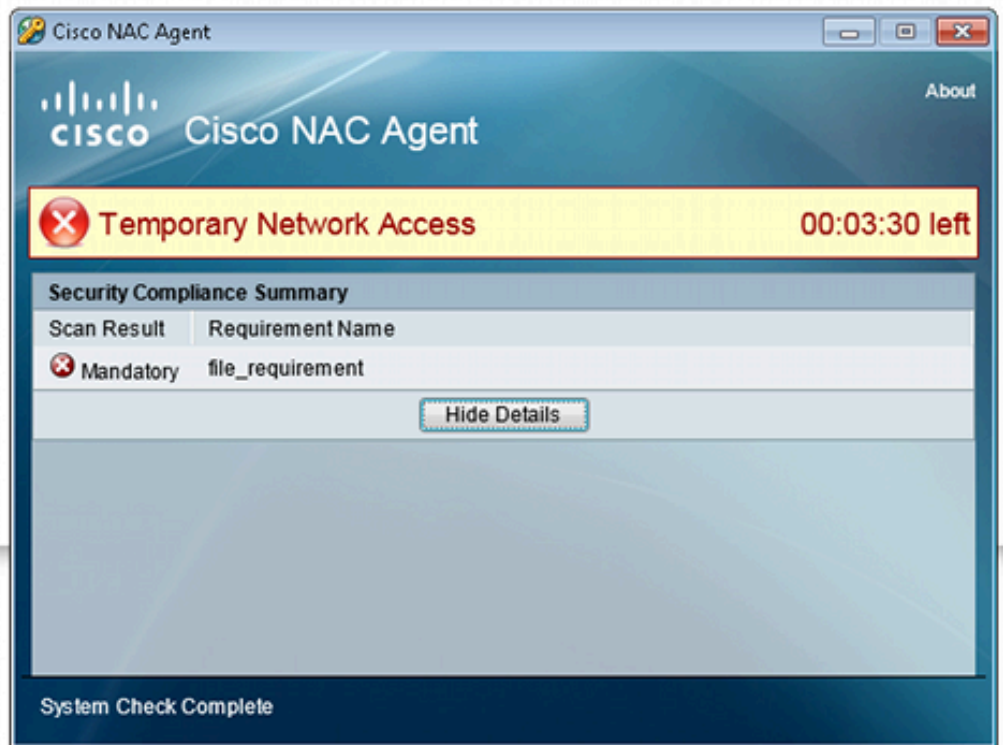 Cisco NAC Agent
About
CISCO Cisco NAC Agent
Temporary Network Access 00:03:30 left
Security Compliance Summary
Scan Result Requirement Name
Mandatory file_requirement
Hide Details
System Check Complete